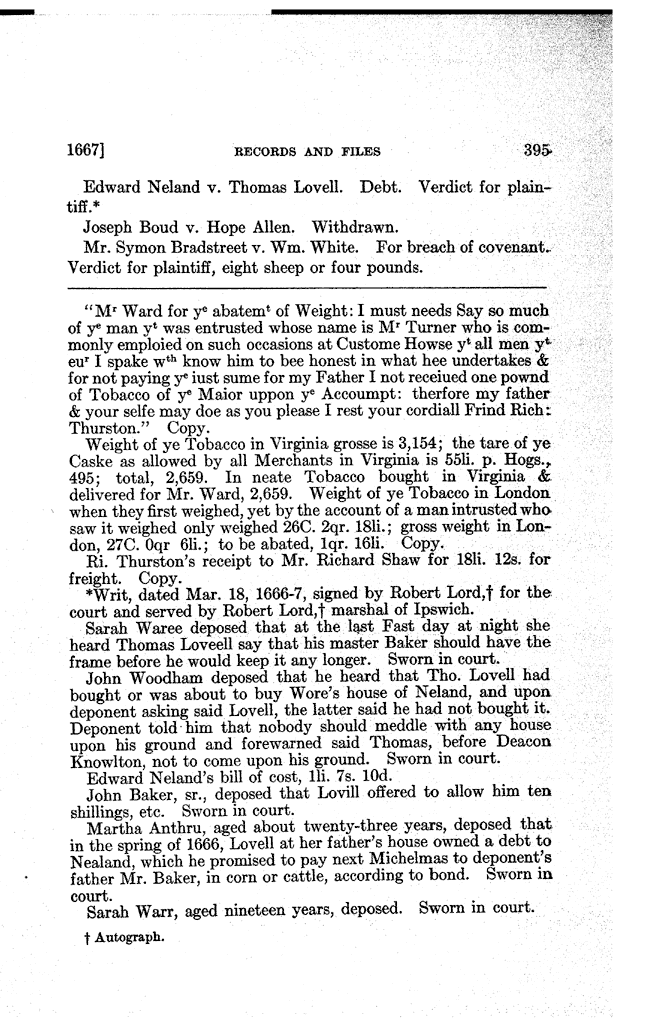 1667] RECORDS AND FILES 395
Edward Neland v. Thomas Lovell. Debt. Verdict for plain-
tiff.*
Joseph Boud v. Hope Allen. Withdrawn.
Mr. Symon Bradstreet v. Wm. White. For breach of covenant.
Verdict for plaintiff, eight sheep or four pounds.
"Mʳ Ward for yᵉ abatemᵗ of Weight: I must needs Say so much
of yᵉ man yᵗ was entrusted whose name is Mʳ Turner who is com-
monly emploied on such occasions at Custome Howse yᵗ all men yᵗ
euʳ I spake wᵗʰ know him to bee honest in what hee undertakes &
for not paying yᵉ iust sume for my Father I not receiued one pownd
of Tobacco of yᵉ Maior uppon yᵉ Accoumpt: therfore my father
& your selfe may doe as you please I rest your cordiall Frind Rich:
Thurston." Copy.
Weight of ye Tobacco in Virginia grosse is 3,154; the tare of ye
Caske as allowed by all Merchants in Virginia is 55li. p. Hogs.,
495; total, 2,659. In neate Tobacco bought in Virginia &
delivered for Mr. Ward, 2,659. Weight of ye Tobacco in London
when they first weighed, yet by the account of a man intrusted who
saw it weighed only weighed 26C. 2qr. 18li.; gross weight in Lon-
don, 27C. 0qr 6li.; to be abated, 1qr. 16li. Copy.
Ri. Thurston's receipt to Mr. Richard Shaw for 18li. 12s. for
freight. Copy.
*Writ, dated Mar. 18, 1666-7, signed by Robert Lord,† for the
court and served by Robert Lord,† marshal of Ipswich.
Sarah Waree deposed that at the last Fast day at night she
heard Thomas Loveell say that his master Baker should have the
frame before he would keep it any longer. Sworn in court.
John Woodham deposed that he heard that Tho. Lovell had
bought or was about to buy Wore's house of Neland, and upon
deponent asking said Lovell, the latter said he had not bought it.
Deponent told him that nobody should meddle with any house
upon his ground and forewarned said Thomas, before Deacon
Knowlton, not to come upon his ground. Sworn in court.
Edward Neland's bill of cost, 1li. 7s. 10d.
John Baker, sr., deposed that Lovill offered to allow him ten
shillings, etc. Sworn in court.
Martha Anthru, aged about twenty-three years, deposed that
in the spring of 1666, Lovell at her father's house owned a debt to
Nealand, which he promised to pay next Michelmas to deponent's
father Mr. Baker, in corn or cattle, according to bond. Sworn in
court.
Sarah Warr, aged nineteen years, deposed. Sworn in court.
† Autograph.